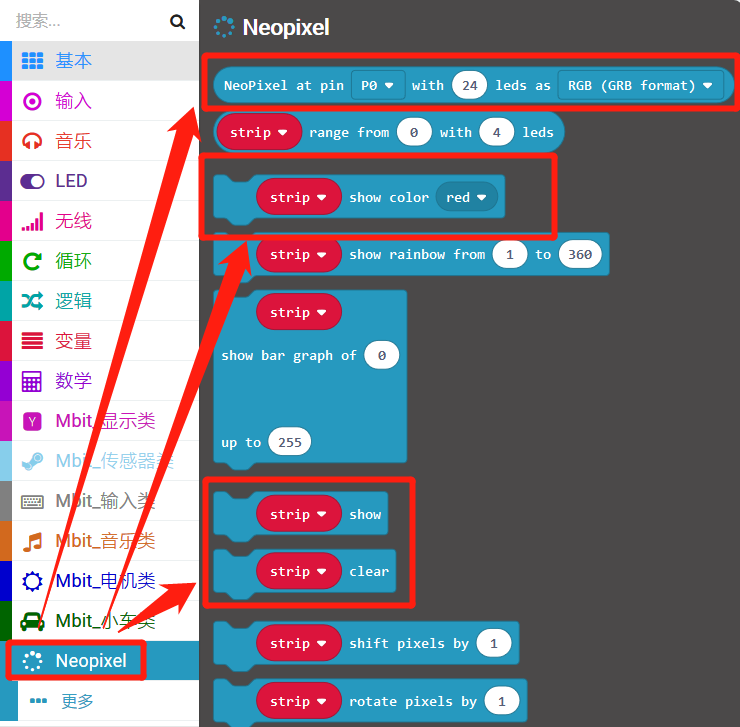 搜索...
基本
输入
音乐
LED
无线
循环
逻辑
变量
数学
Mbit_显示类
Mbit_传感器类
Mbit_输入类
Mbit_音乐类
Mbit_电机类
Mbit_小车类
Neopixel
更多
Neopixel
NeoPixel at pin P0 with 24 leds as RGB (GRB format)
strip range from 0 with 4 leds
strip show color red
strip show rainbow from 1 to 360
strip
show bar graph of 0
up to 255
strip show
strip clear
strip shift pixels by 1
strip rotate pixels by 1